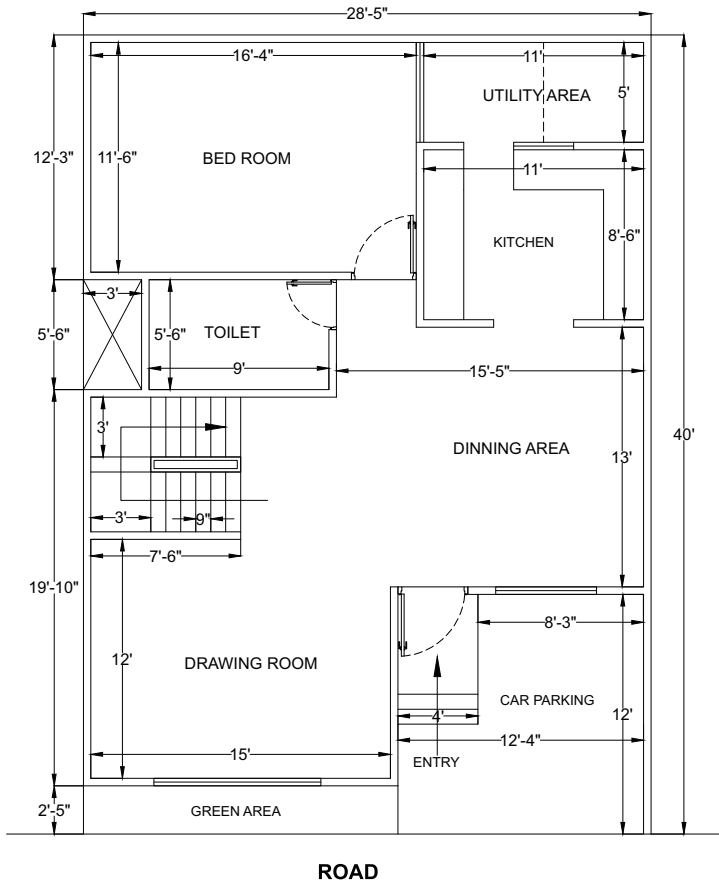 28'-5"
16'-4"
11'
UTILITY AREA
5'
12'-3"
11'-6"
BED ROOM
11'
KITCHEN
8'-6"
3'
5'-6"
5'-6"
TOILET
9'
15'-5"
3'
DINNING AREA
13'
40'
3'
9"
7'-6"
19'-10"
8'-3"
12'
DRAWING ROOM
CAR PARKING
4'
12'
12'-4"
15'
ENTRY
2'-5"
GREEN AREA
ROAD